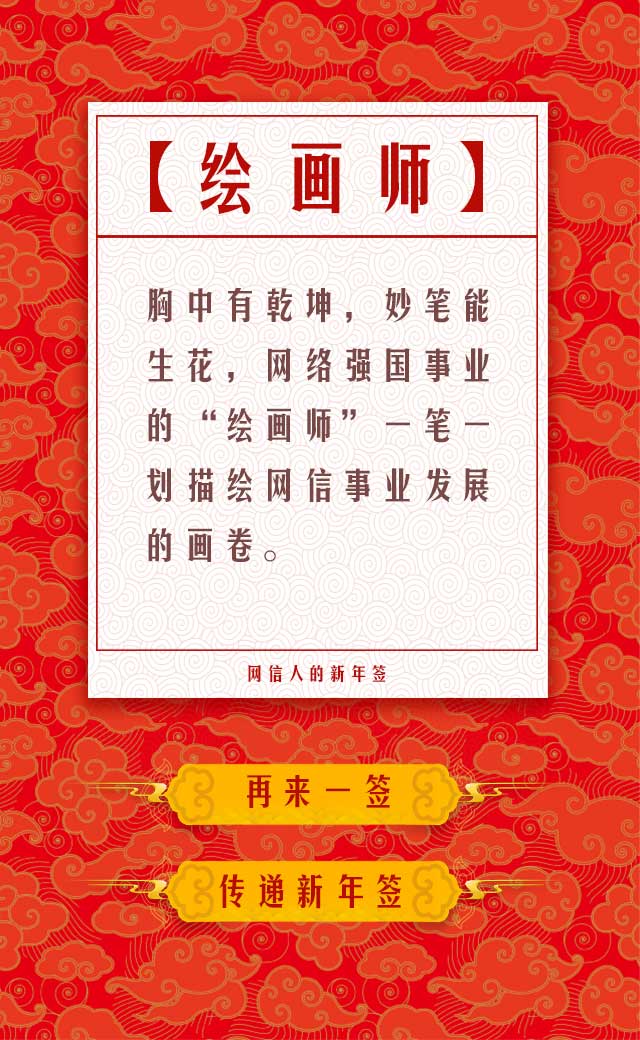 【绘画师】
胸中有乾坤，妙笔能
生花，网络强国事业
的“绘画师”一笔一
划描绘网信事业发展
的画卷。
网信人的新年签
再来一签
传递新年签